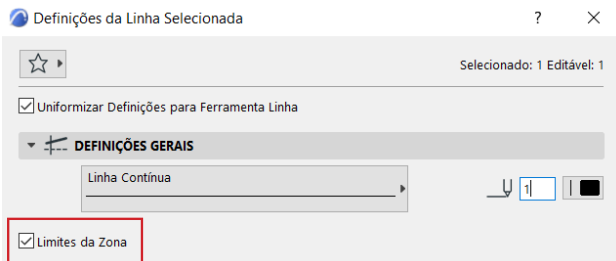 Definições da Linha Selecionada
Selecionado: 1 Editável: 1
Uniformizar Definições para Ferramenta Linha
DEFINIÇÕES GERAIS
Linha Contínua
1
Limites da Zona